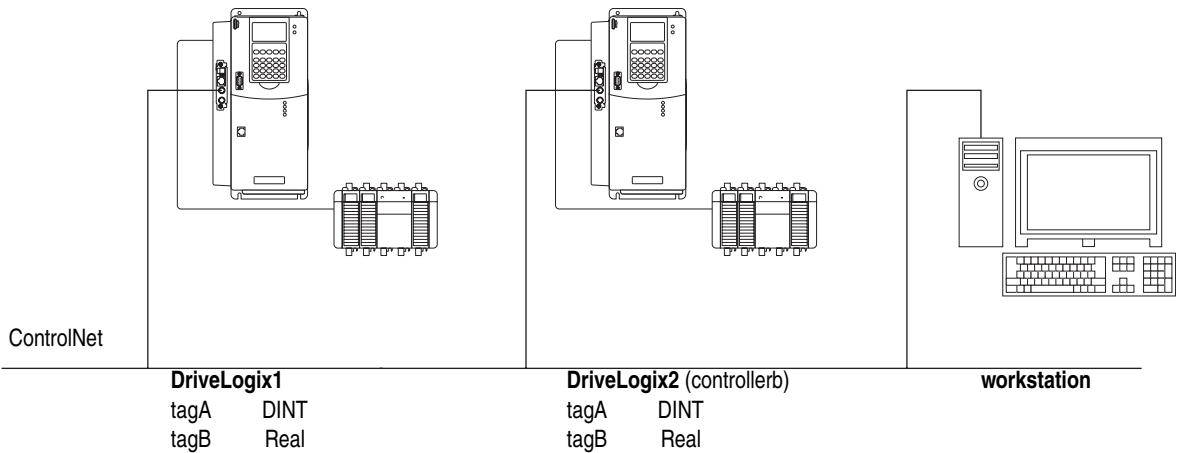 ControlNet
DriveLogix1 DriveLogix2 (controllerb) workstation
tagA DINT tagA DINT
tagB Real tagB Real